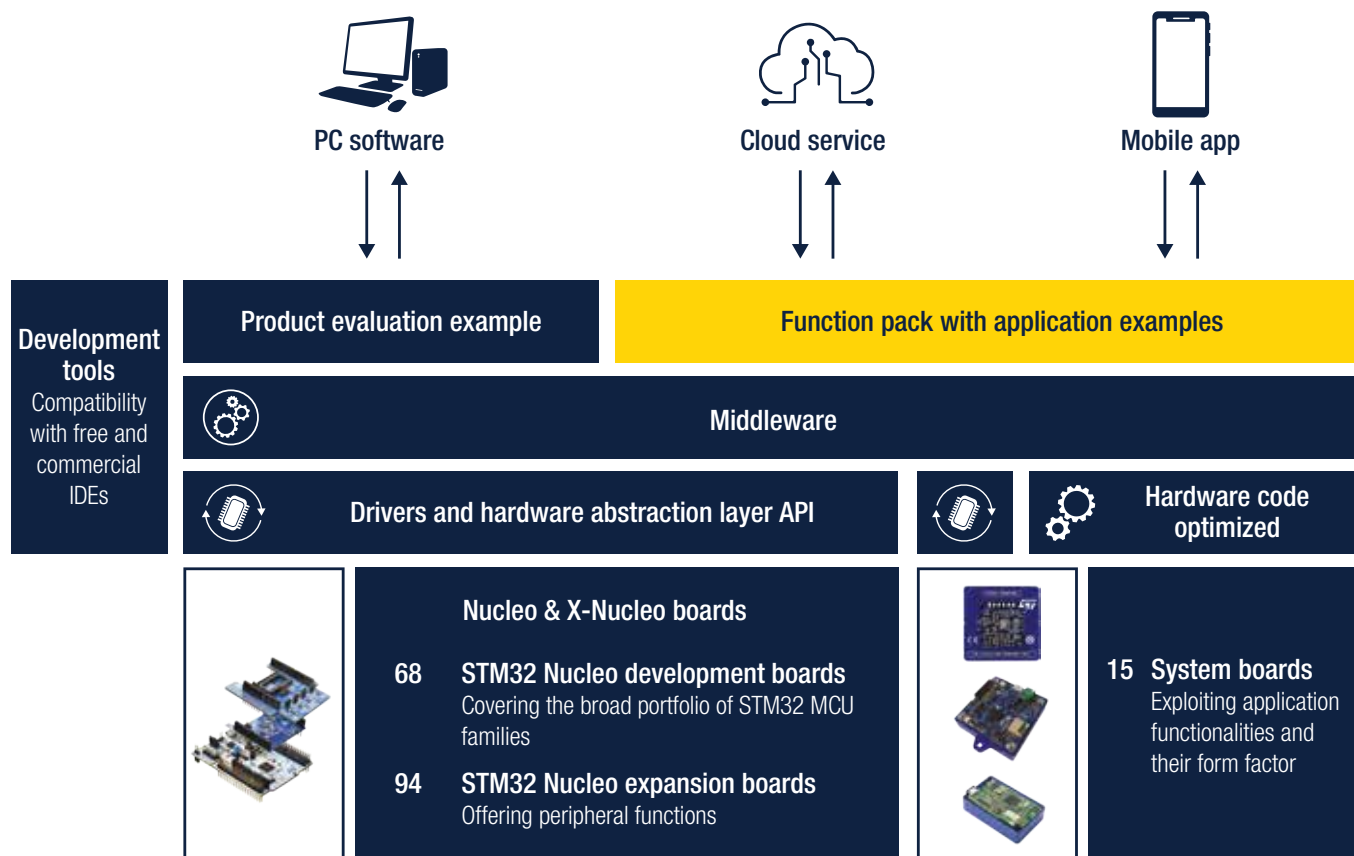 PC software
Cloud service
Mobile app
Development
tools
Compatibility
with free and
commercial
IDEs
Product evaluation example
Function pack with application examples
Middleware
Drivers and hardware abstraction layer API
Hardware code
optimized
Nucleo & X-Nucleo boards
68 STM32 Nucleo development boards
Covering the broad portfolio of STM32 MCU
families
94 STM32 Nucleo expansion boards
Offering peripheral functions
15 System boards
Exploiting application
functionalities and
their form factor